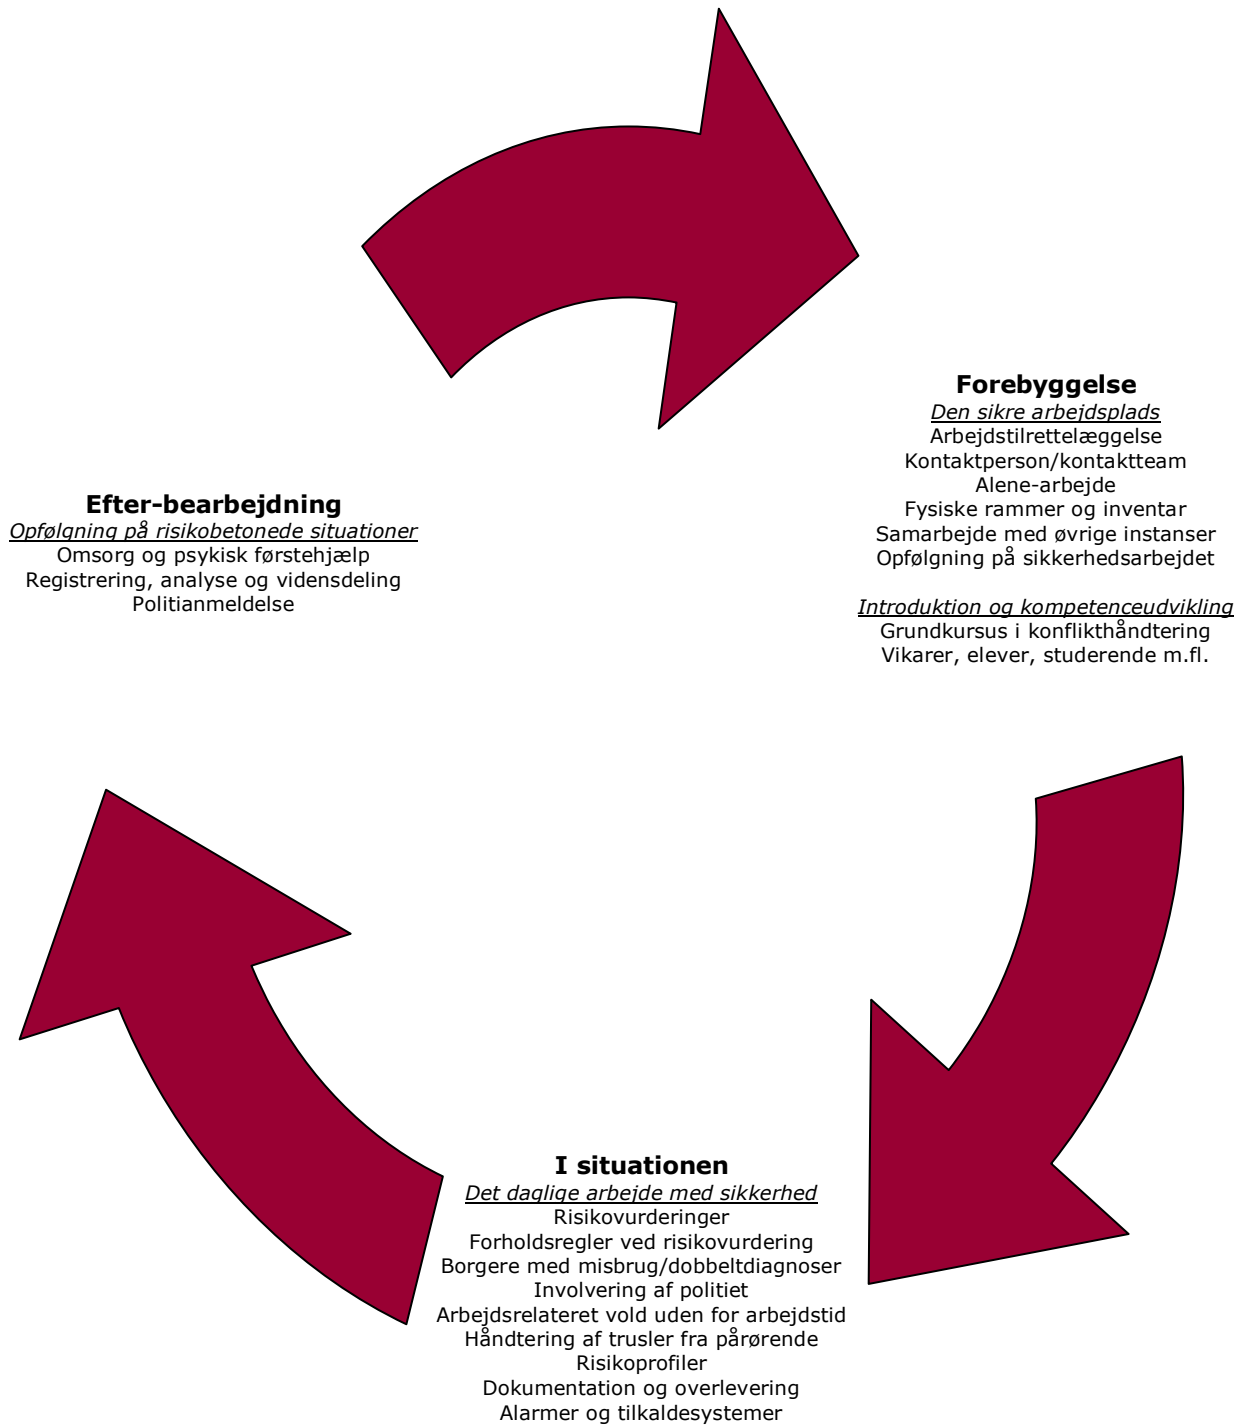 Forebyggelse
Den sikre arbejdsplads
Arbejdstilrettelæggelse
Kontaktperson/kontaktteam
Alene-arbejde
Fysiske rammer og inventar
Samarbejde med øvrige instanser
Opfølgning på sikkerhedsarbejdet
Introduktion og kompetenceudvikling
Grundkursus i konflikthåndtering
Vikarer, elever, studerende m.fl.
I situationen
Det daglige arbejde med sikkerhed
Risikovurderinger
Forholdsregler ved risikovurdering
Borgere med misbrug/dobbeltdiagnoser
Involvering af politiet
Arbejdsrelateret vold uden for arbejdstid
Håndtering af trusler fra pårørende
Risikoprofiler
Dokumentation og overlevering
Alarmer og tilkaldesystemer
Efter-bearbejdning
Opfølgning på risikobetonede situationer
Omsorg og psykisk førstehjælp
Registrering, analyse og vidensdeling
Politianmeldelse